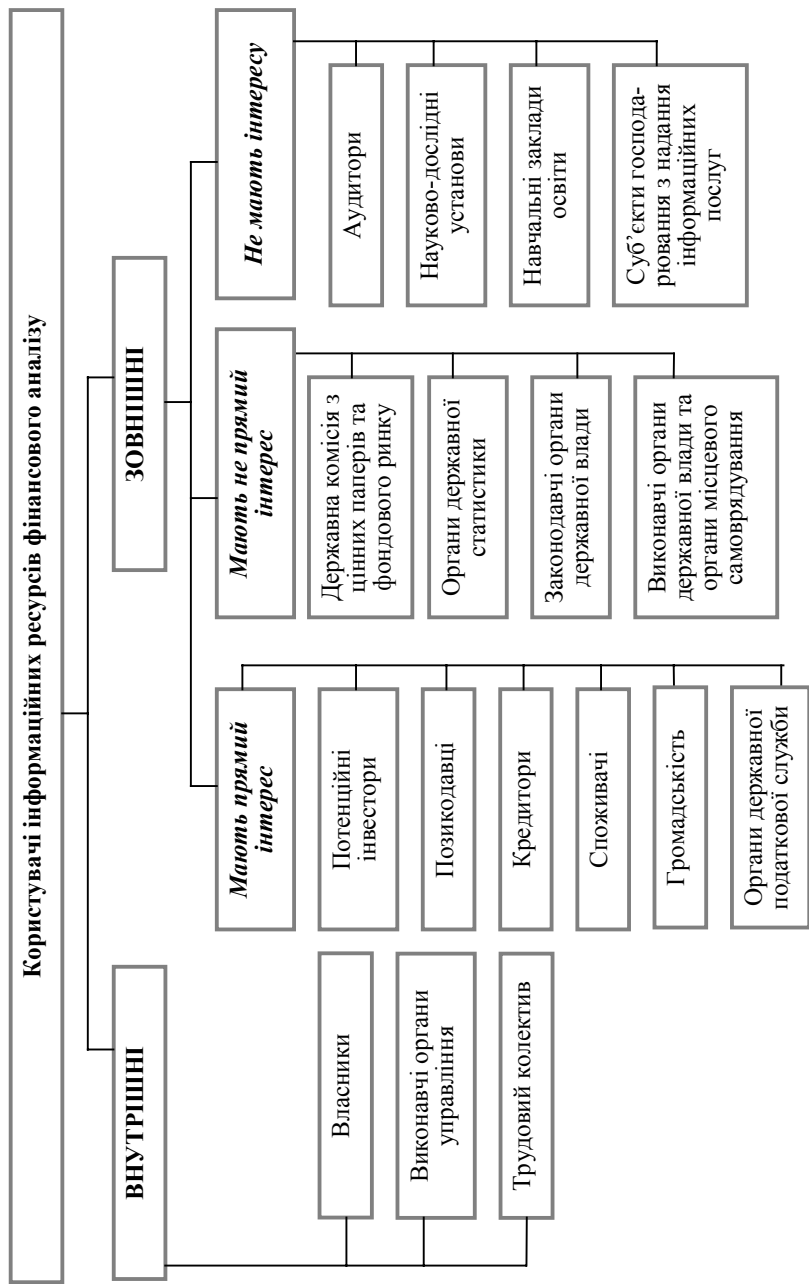 Користувачі інформаційних ресурсів фінансового аналізу
ВНУТРІШНІ
Власники
Виконавчі органи
управління
Трудовий колектив
ЗОВНІШНІ
Мають прямий
інтерес
Потенційні
інвестори
Позикодавці
Кредитори
Споживачі
Громадськість
Органи державної
податкової служби
Мають не прямий
інтерес
Державна комісія з
цінних паперів та
фондового ринку
Органи державної
статистики
Законодавчі органи
державної влади
Виконавчі органи
державної влади та
органи місцевого
самоврядування
Не мають інтересу
Аудитори
Науково-дослідні
установи
Навчальні заклади
освіти
Суб’єкти господа-
рювання з надання
інформаційних
послуг